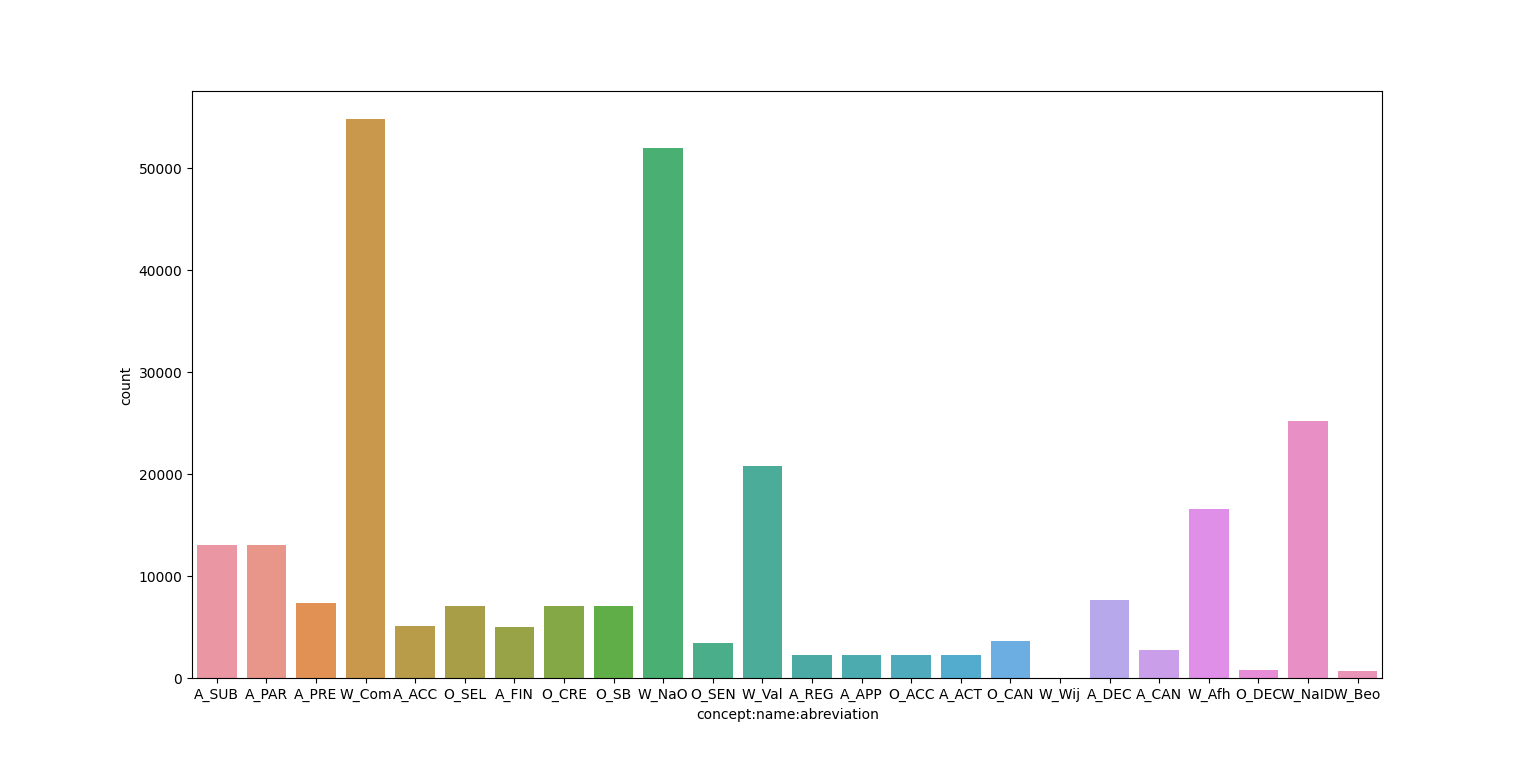 50000
40000
30000
20000
10000
0
count
A_SUB A_PAR A_PRE W_Com A_ACC O_SEL A_FIN O_CRE O_SB W_NaO O_SEN W_Val A_REG A_APP O_ACC A_ACT O_CAN W_Wij A_DEC A_CAN W_Afh O_DEC W_NaID W_Beo
concept:name:abreviation